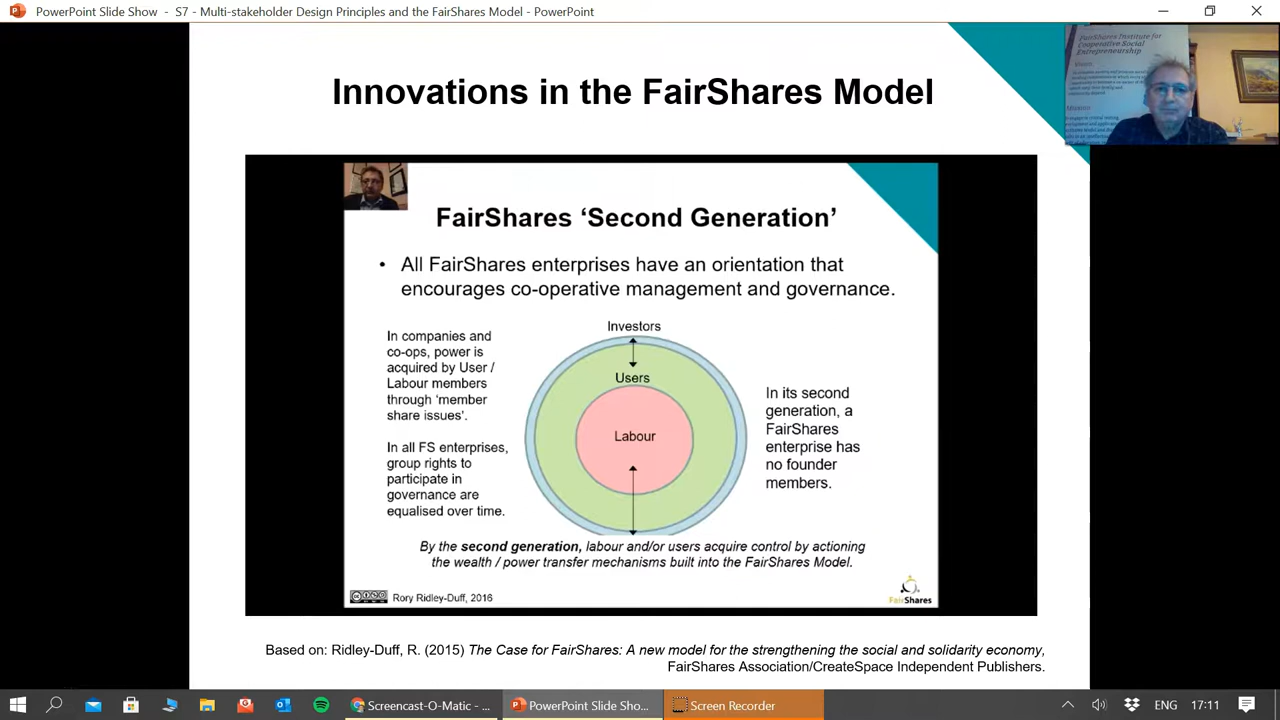 PowerPoint Slide Show - S7 - Multi-stakeholder Design Principles and the FairShares Model - PowerPoint
FairShares Institute for
Cooperative Social
Entrepreneurship
Mission
Innovations in the FairShares Model
FairShares ‘Second Generation’
• All FairShares enterprises have an orientation that
encourages co-operative management and governance.
In companies and
co-ops, power is
acquired by User /
Labour members
through ‘member
share issues’.
In all FS enterprises,
group rights to
participate in
governance are
equalised over time.
Investors
Users
Labour
In its second
generation, a
FairShares
enterprise has
no founder
members.
By the second generation, labour and/or users acquire control by actioning
the wealth / power transfer mechanisms built into the FairShares Model.
Rory Ridley-Duff, 2016
FairShares
Based on: Ridley-Duff, R. (2015) The Case for FairShares: A new model for the strengthening the social and solidarity economy,
FairShares Association/CreateSpace Independent Publishers.
Screencast-O-Matic - ...
PowerPoint Slide Sho...
Screen Recorder
ENG
17:11